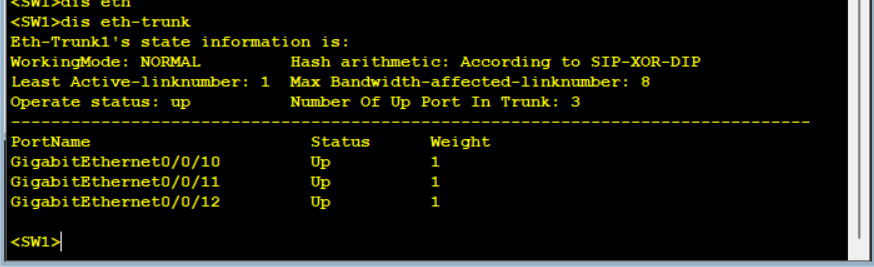 <SW1>dis eth
<SW1>dis eth-trunk
Eth-Trunk1's state information is:
WorkingMode: NORMAL         Hash arithmetic: According to SIP-XOR-DIP
Least Active-linknumber: 1  Max Bandwidth-affected-linknumber: 8
Operate status: up          Number Of Up Port In Trunk: 3
--------------------------------------------------------------------------------
PortName                      Status      Weight
GigabitEthernet0/0/10         Up          1
GigabitEthernet0/0/11         Up          1
GigabitEthernet0/0/12         Up          1
<SW1>